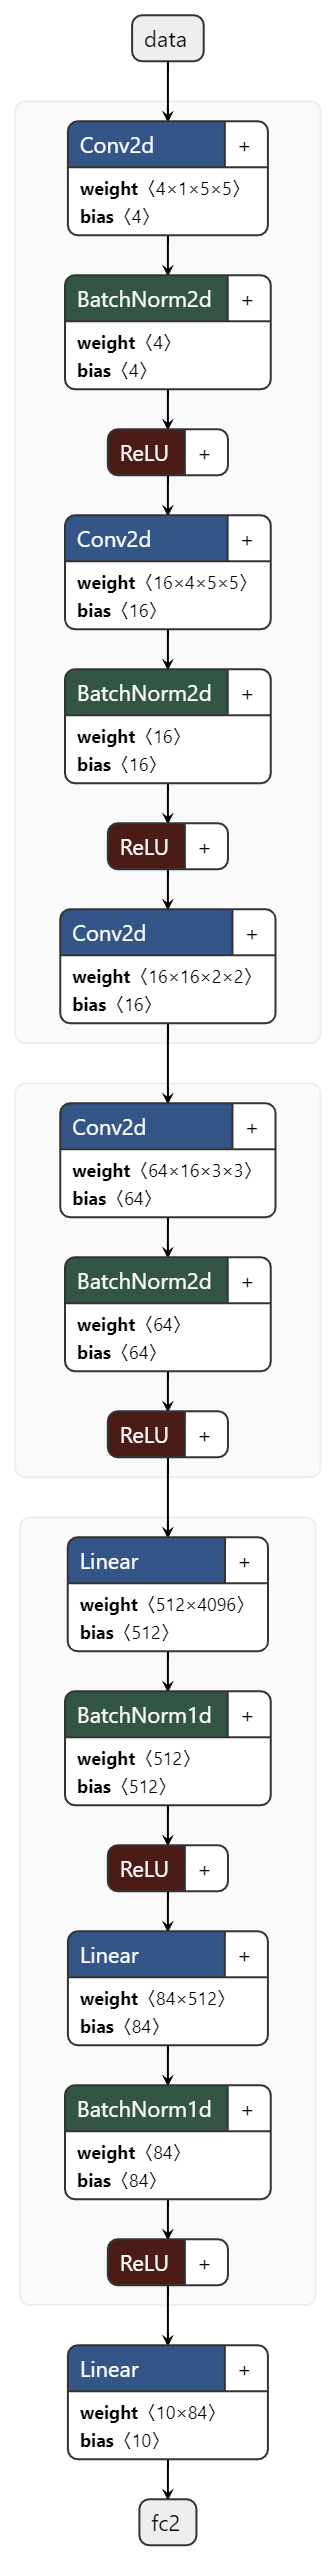 data
Conv2d +
weight 〈4×1×5×5〉
bias 〈4〉
BatchNorm2d +
weight 〈4〉
bias 〈4〉
ReLU +
Conv2d +
weight 〈16×4×5×5〉
bias 〈16〉
BatchNorm2d +
weight 〈16〉
bias 〈16〉
ReLU +
Conv2d +
weight 〈16×16×2×2〉
bias 〈16〉
Conv2d +
weight 〈64×16×3×3〉
bias 〈64〉
BatchNorm2d +
weight 〈64〉
bias 〈64〉
ReLU +
Linear +
weight 〈512×4096〉
bias 〈512〉
BatchNorm1d +
weight 〈512〉
bias 〈512〉
ReLU +
Linear +
weight 〈84×512〉
bias 〈84〉
BatchNorm1d +
weight 〈84〉
bias 〈84〉
ReLU +
Linear +
weight 〈10×84〉
bias 〈10〉
fc2